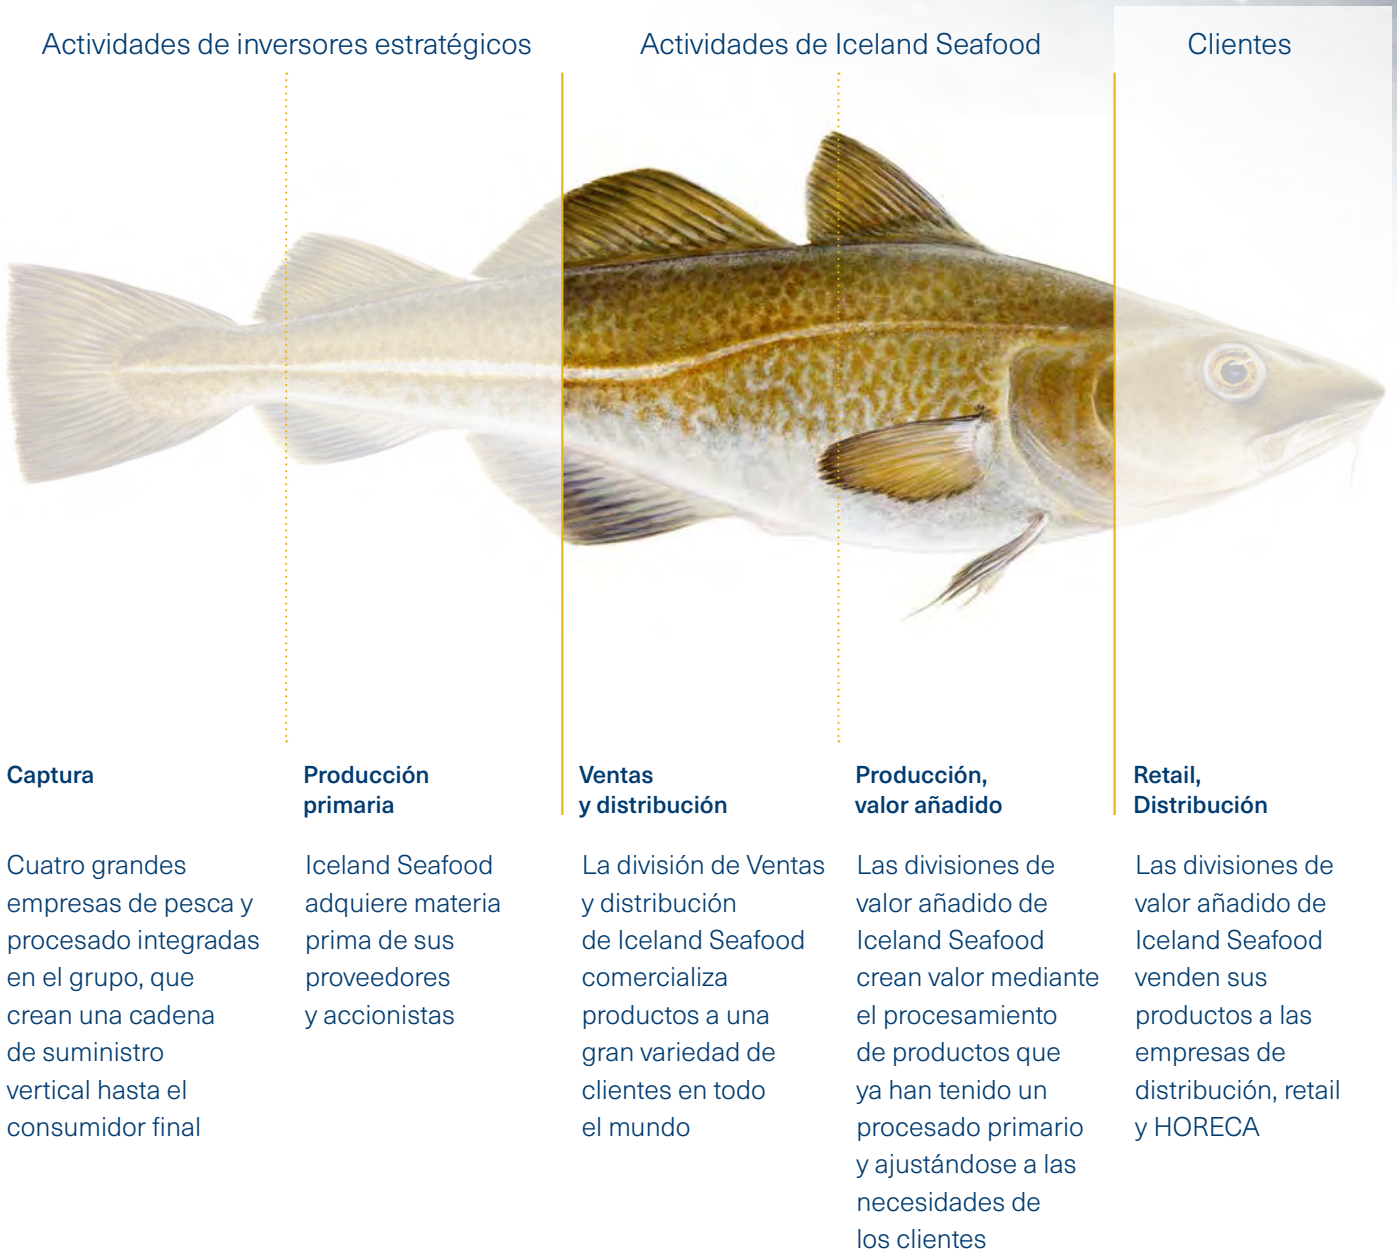 Actividades de inversores estratégicos
Actividades de Iceland Seafood
Clientes
Captura
Cuatro grandes
empresas de pesca y
procesado integradas
en el grupo, que
crean una cadena
de suministro
vertical hasta el
consumidor final
Producción
primaria
Iceland Seafood
adquiere materia
prima de sus
proveedores
y accionistas
Ventas
y distribución
La división de Ventas
y distribución
de Iceland Seafood
comercializa
productos a una
gran variedad de
clientes en todo
el mundo
Producción,
valor añadido
Las divisiones de
valor añadido de
Iceland Seafood
crean valor mediante
el procesamiento
de productos que
ya han tenido un
procesado primario
y ajustándose a las
necesidades de
los clientes
Retail,
Distribución
Las divisiones de
valor añadido de
Iceland Seafood
venden sus
productos a las
empresas de
distribución, retail
y HORECA